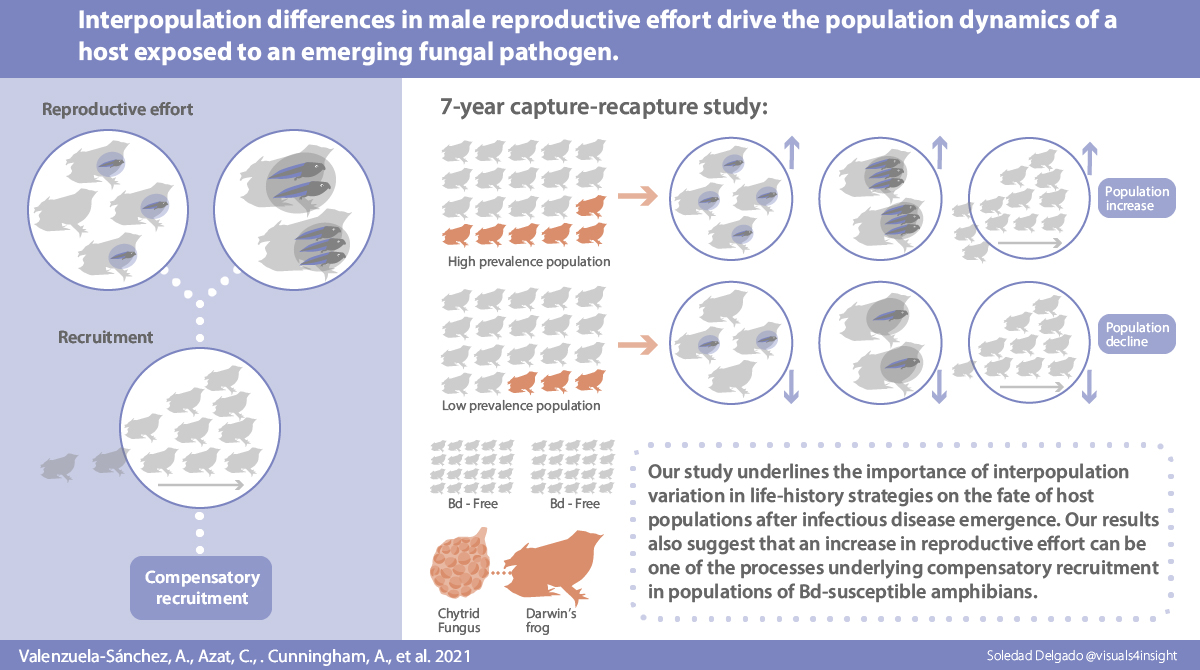 Interpopulation differences in male reproductive effort drive the population dynamics of a
host exposed to an emerging fungal pathogen.
Reproductive effort
Recruitment
Compensatory
recruitment
7-year capture-recapture study:
High prevalence population
Population
increase
Low prevalence population
Population
decline
Bd - Free
Bd - Free
Chytrid
Fungus
Darwin's
frog
Our study underlines the importance of interpopulation
variation in life-history strategies on the fate of host
populations after infectious disease emergence. Our results
also suggest that an increase in reproductive effort can be
one of the processes underlying compensatory recruitment
in populations of Bd-susceptible amphibians.
Valenzuela-Sánchez, A., Azat, C., . Cunningham, A., et al. 2021
Soledad Delgado @visuals4insight